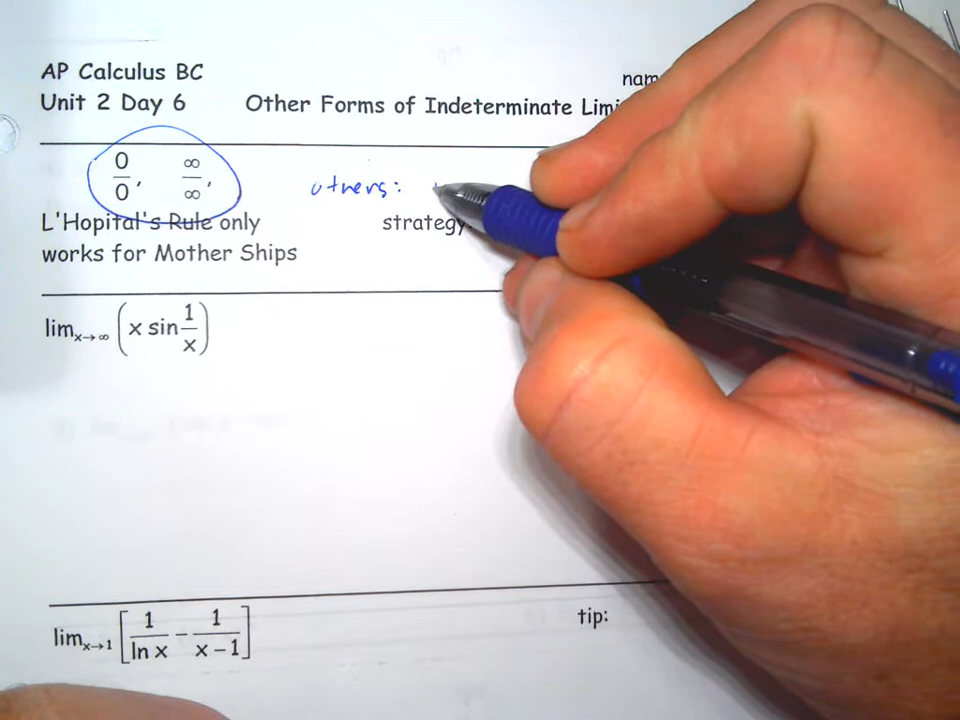 AP Calculus BC
nam
Unit 2 Day 6 Other Forms of Indeterminate Limi
0/0, ∞/∞, others:
L'Hopital's Rule only strategy:
works for Mother Ships
lim x→∞ (x sin 1/x)
lim x→1 [1/ln x − 1/x−1] tip: